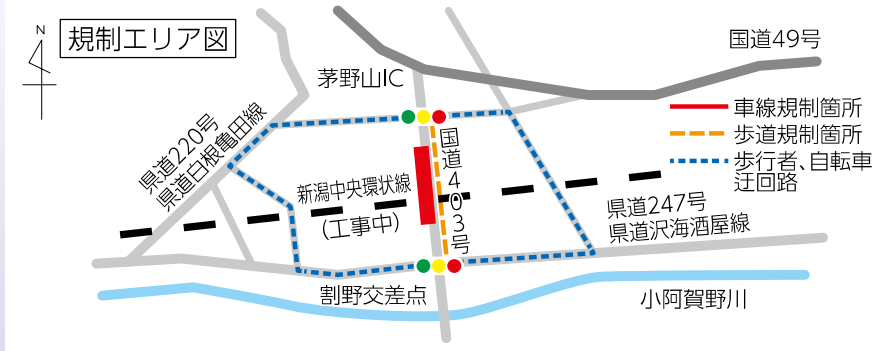 N
規制エリア図
国道49号
茅野山IC
車線規制箇所
歩道規制箇所
歩行者、自転車
迂回路
県道220号
県道白根亀田線
国道403号
新潟中央環状線
(工事中)
県道247号
県道沢海酒屋線
割野交差点
小阿賀野川